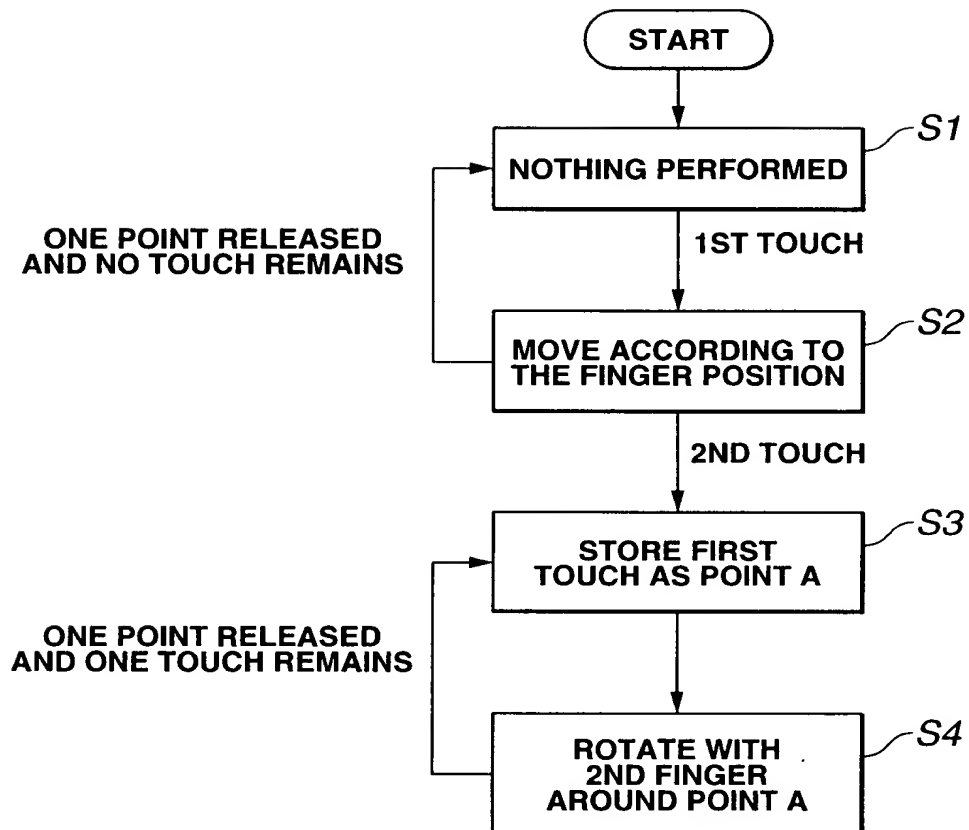 START
S1
NOTHING PERFORMED
ONE POINT RELEASED
AND NO TOUCH REMAINS
1ST TOUCH
S2
MOVE ACCORDING TO
THE FINGER POSITION
2ND TOUCH
S3
STORE FIRST
TOUCH AS POINT A
ONE POINT RELEASED
AND ONE TOUCH REMAINS
S4
ROTATE WITH
2ND FINGER
AROUND POINT A